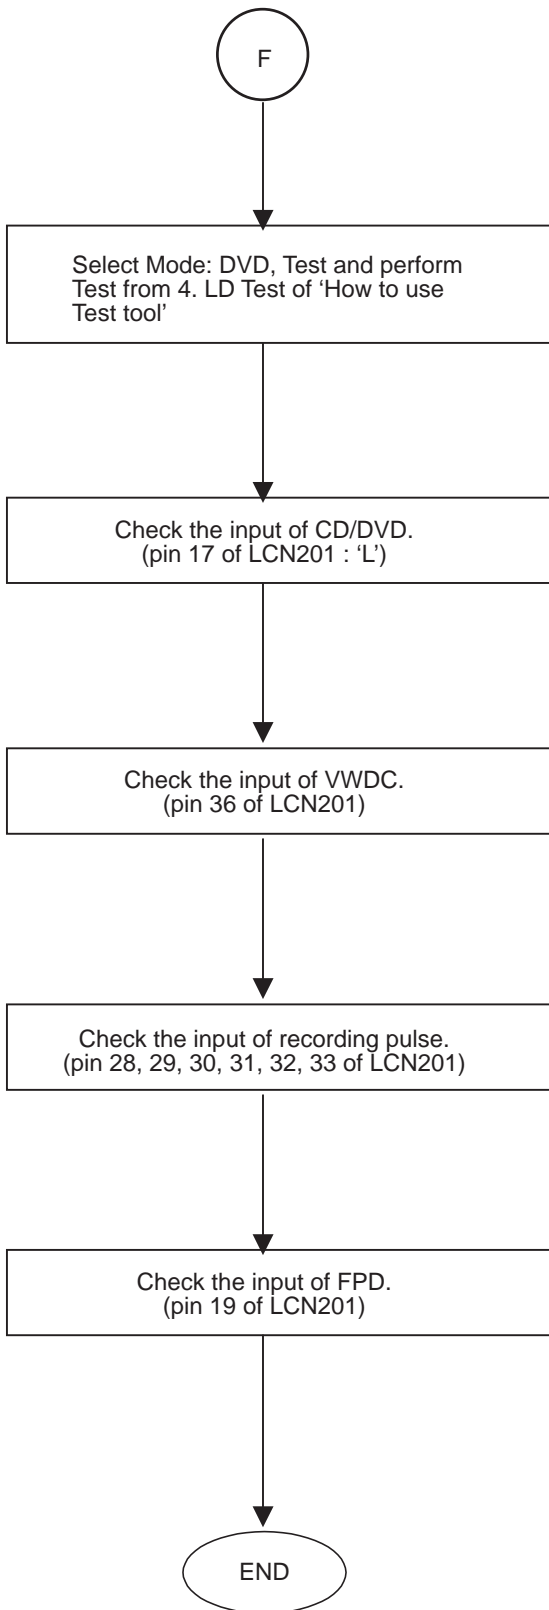 F
Select Mode: DVD, Test and perform
Test from 4. LD Test of ‘How to use
Test tool’
Check the input of CD/DVD.
(pin 17 of LCN201 : ‘L’)
Check the input of VWDC.
(pin 36 of LCN201)
Check the input of recording pulse.
(pin 28, 29, 30, 31, 32, 33 of LCN201)
Check the input of FPD.
(pin 19 of LCN201)
END